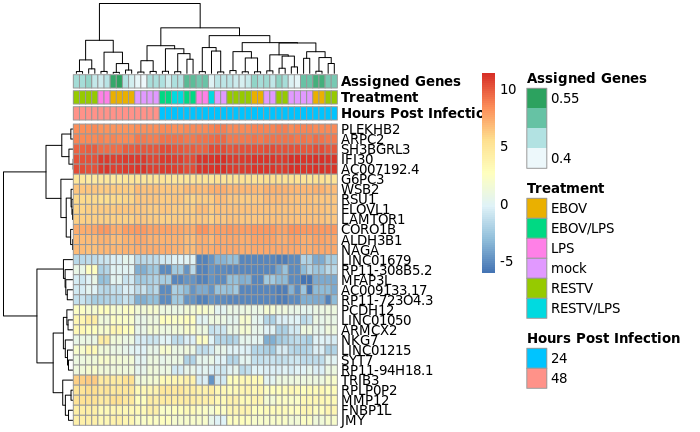 Assigned Genes
Treatment
Hours Post Infectio
PLEKHB2
ARPC2
SH3BGRL3
IFI30
AC007192.4
G6PC3
WSB2
RSU1
ELOVL1
LAMTOR1
CORO1B
ALDH3B1
NAGA
LINC01679
RP11-308B5.2
MFAP3L
AC009133.17
RP11-723O4.3
PCDH12
LINC01050
ARMCX2
NKG7
LINC01215
SYT7
RP11-94H18.1
TRIB3
RPL0P2
MMP12
FNBP1L
JMY
10
5
0
-5
Assigned Genes
0.55
0.4
Treatment
EBOV
EBOV/LPS
LPS
mock
RESTV
RESTV/LPS
Hours Post Infection
24
48